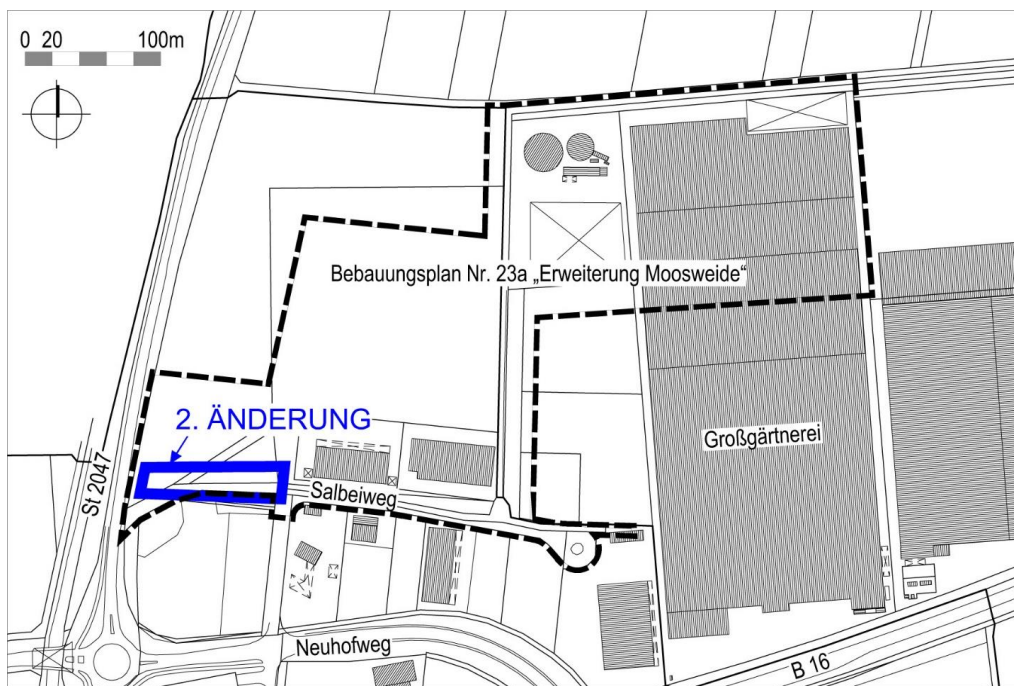 0 20 100m
Bebauungsplan Nr. 23a „Erweiterung Moosweide“
2. ÄNDERUNG
St 2047
Salbeiweg
Großgärtnerei
Neuhofweg
B 16